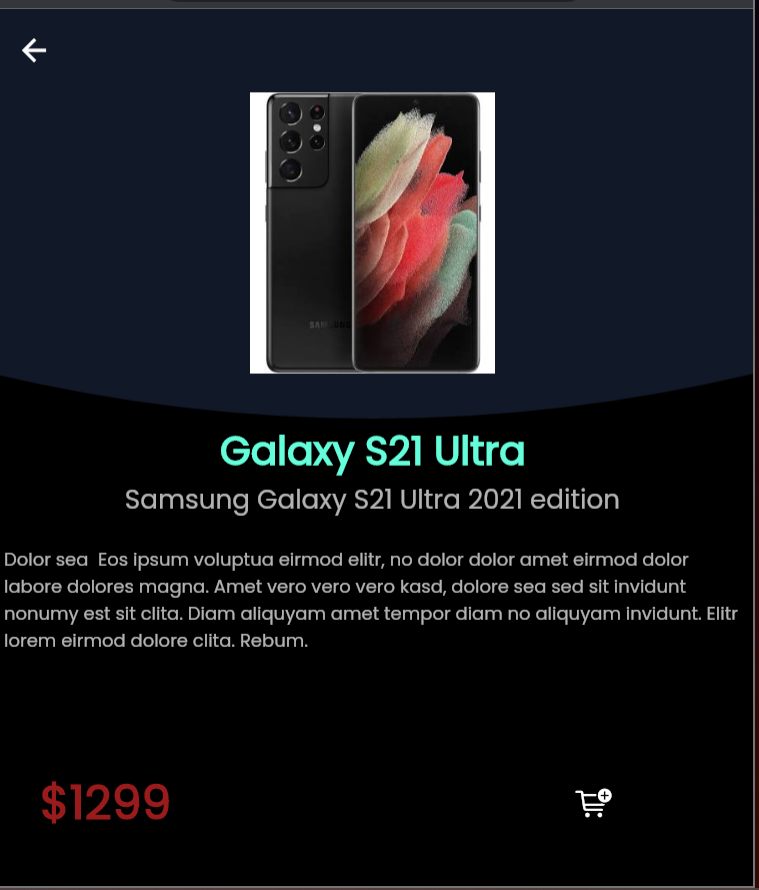 Galaxy S21 Ultra
Samsung Galaxy S21 Ultra 2021 edition
Dolor sea  Eos ipsum voluptua eirmod elitr, no dolor dolor amet eirmod dolor
labore dolores magna. Amet vero vero vero kasd, dolore sea sed sit invidunt
nonumy est sit clita. Diam aliquyam amet tempor diam no aliquyam invidunt. Elitr
lorem eirmod dolore clita. Rebum.
$1299